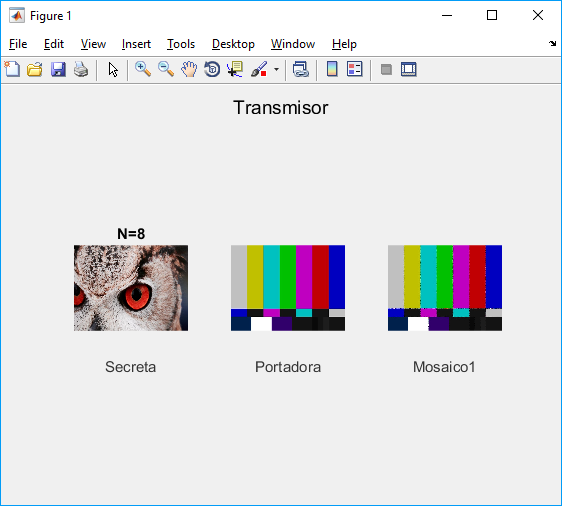 Figure 1
File Edit View Insert Tools Desktop Window Help
Transmisor
N=8
Secreta Portadora Mosaico1